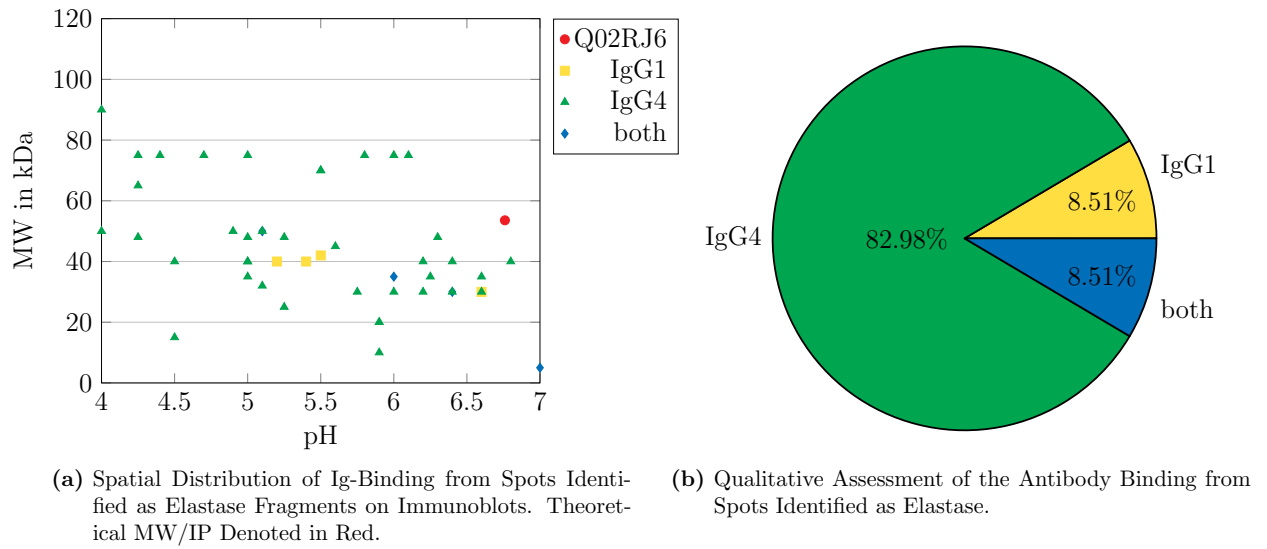 120
100
80
60
40
20
0
MW in kDa
4
4.5
5
5.5
6
6.5
7
pH
Q02RJ6
IgG1
IgG4
both
IgG4
82.98%
IgG1
8.51%
8.51%
both
(a) Spatial Distribution of Ig-Binding from Spots Identi-
fied as Elastase Fragments on Immunoblots. Theoret-
ical MW/IP Denoted in Red.
(b) Qualitative Assessment of the Antibody Binding from
Spots Identified as Elastase.